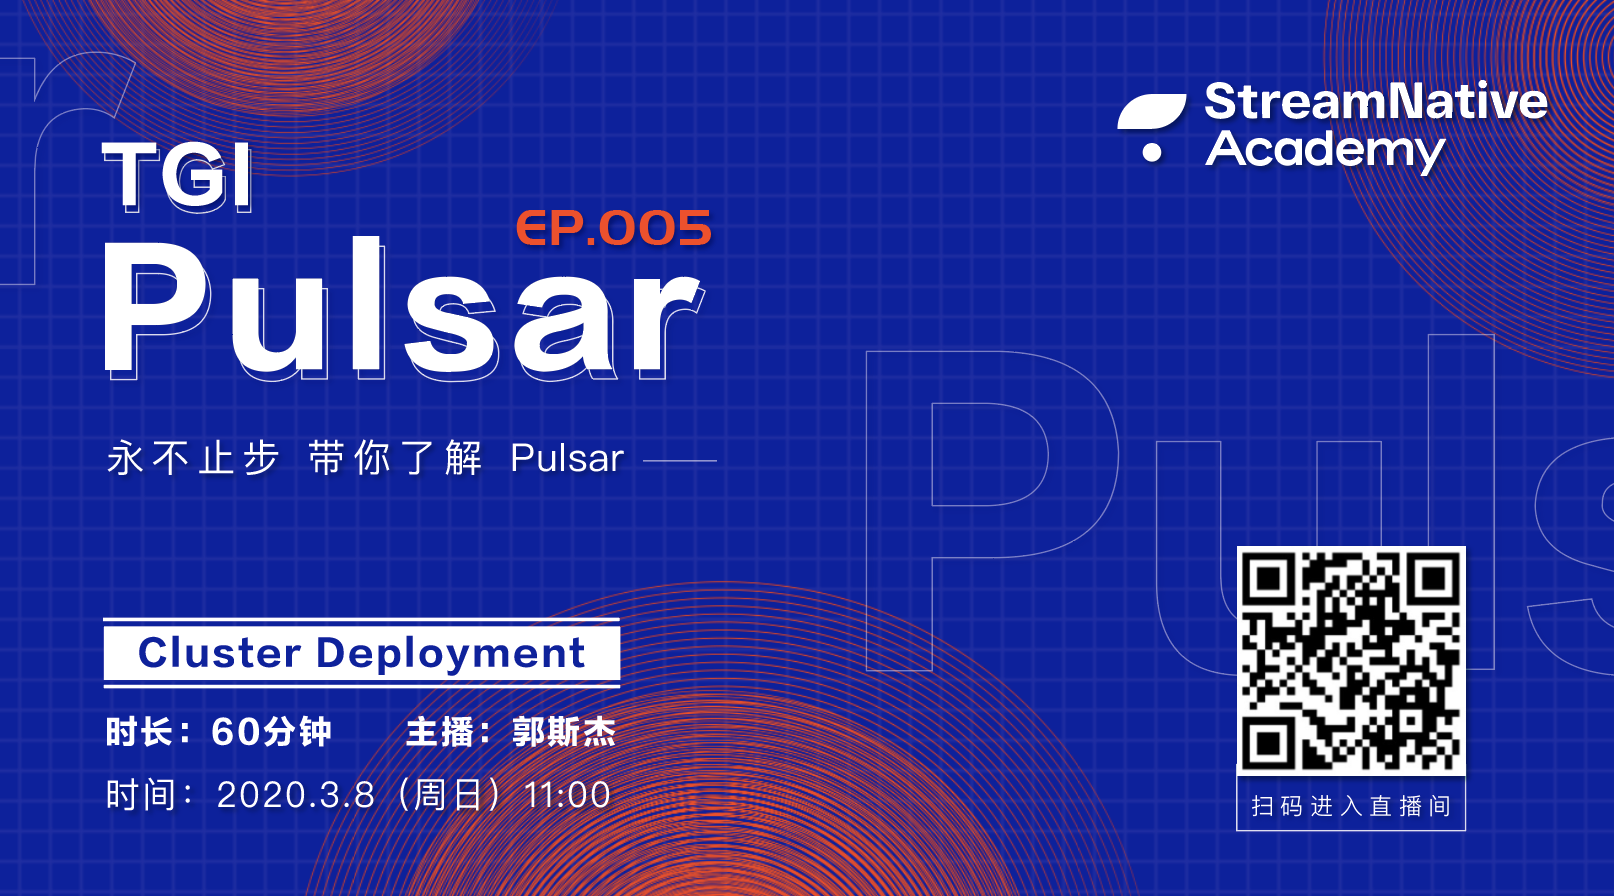 StreamNative
Academy
TGI
EP.005
Pulsar
永不止步 带你了解 Pulsar
Cluster Deployment
时长：60分钟 主播：郭斯杰
时间：2020.3.8（周日）11:00
扫码进入直播间
r
Puls